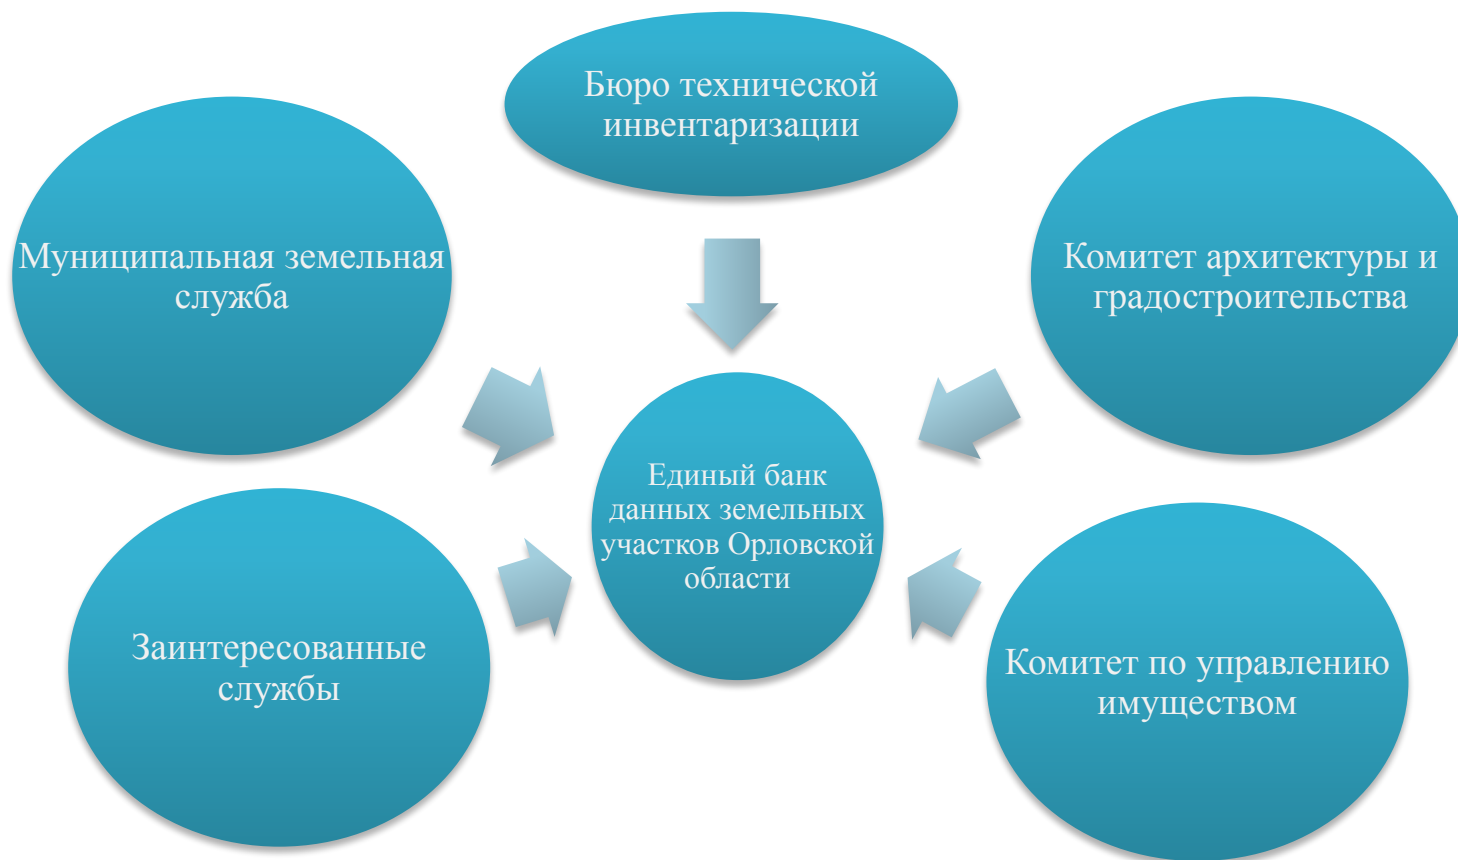 Бюро технической
инвентаризации
Муниципальная земельная
служба
Комитет архитектуры и
градостроительства
Единый банк
данных земельных
участков Орловской
области
Заинтересованные
службы
Комитет по управлению
имуществом